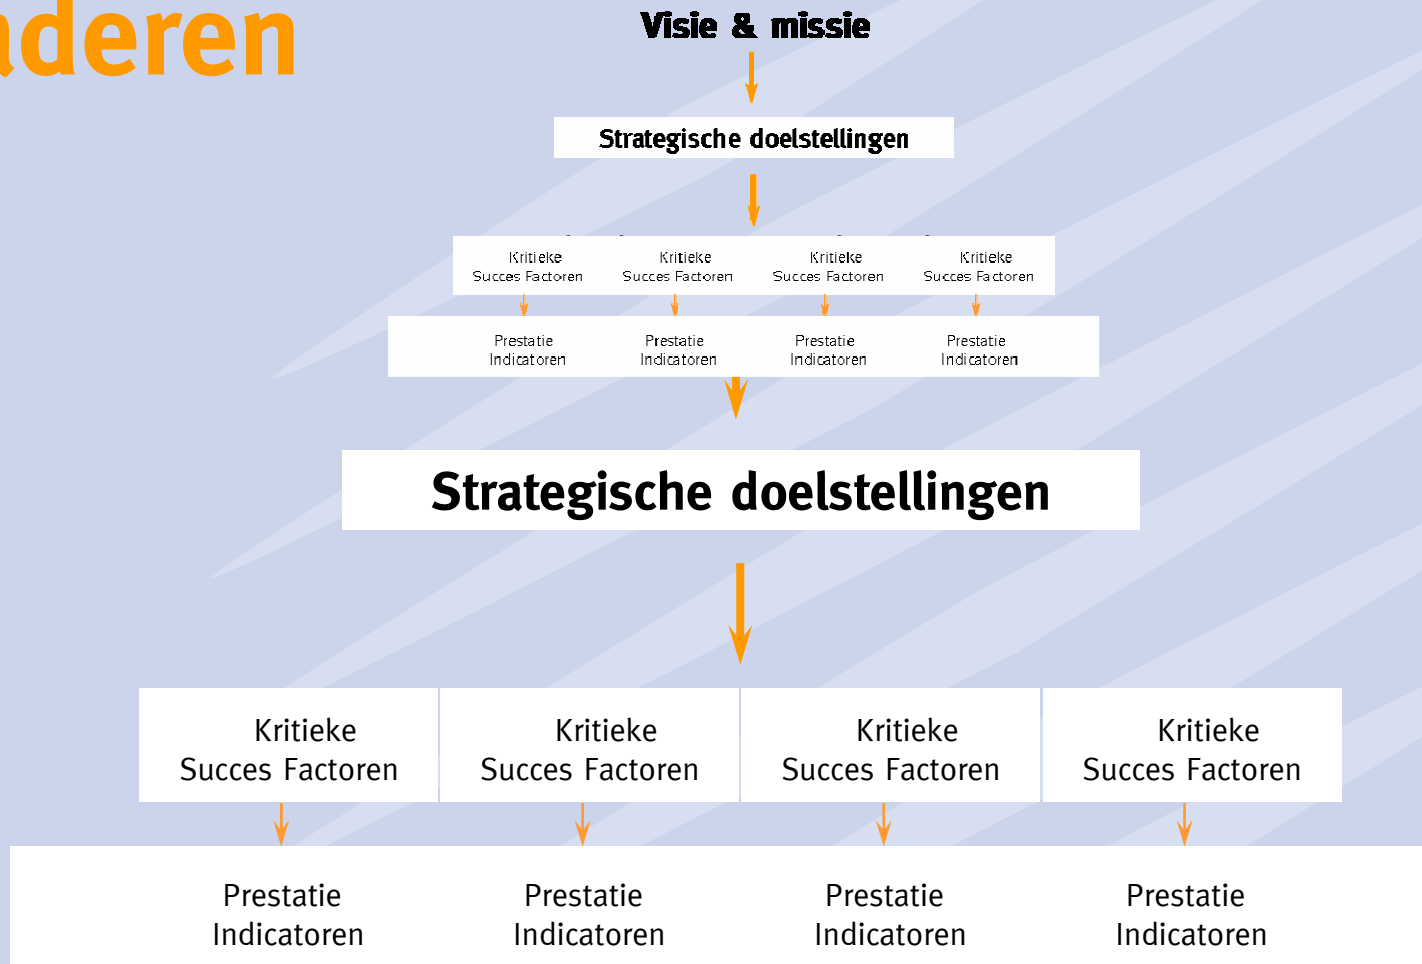 aderen
Visie & missie
Strategische doelstellingen
Kritieke Kritieke Kritieke Kritieke
Succes Factoren Succes Factoren Succes Factoren Succes Factoren
Prestatie Prestatie Prestatie Prestatie
Indicatoren Indicatoren Indicatoren Indicatoren
Strategische doelstellingen
Kritieke Kritieke Kritieke Kritieke
Succes Factoren Succes Factoren Succes Factoren Succes Factoren
Prestatie Prestatie Prestatie Prestatie
Indicatoren Indicatoren Indicatoren Indicatoren